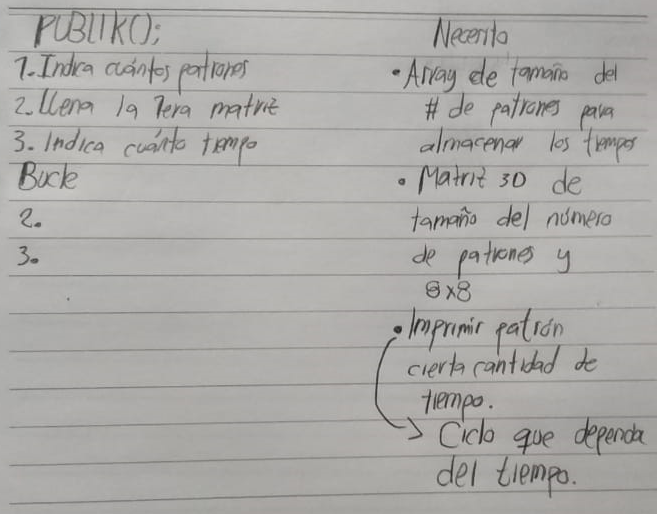 PUBLIK();
1. Indica cuántos patrones
2. Llena la 1era matriz
3. Indica cuánto tiempo
Bucle
2.
3.
Necesito
• Array de tamaño del
# de patrones para
almacenar los tiempos
• Matriz 3D de
tamaño del número
de patrones y
8x8
• Imprimir patrón
cierta cantidad de
tiempo.
→ Ciclo que dependa
del tiempo.